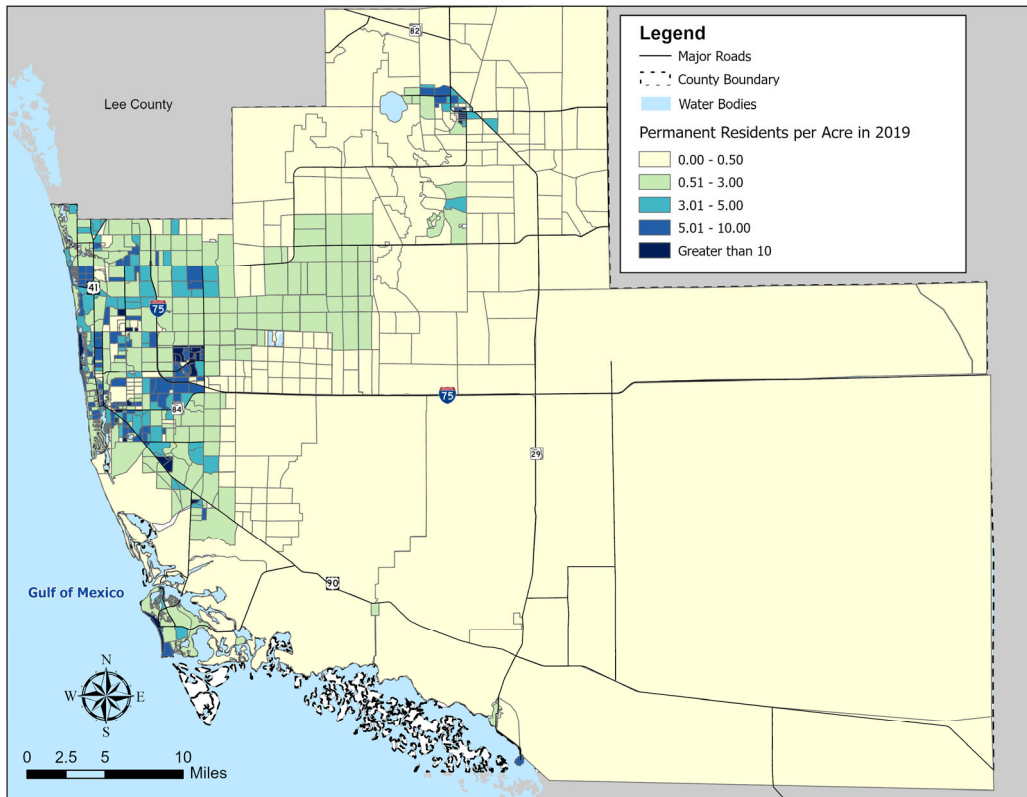 82
Lee County
Legend
Major Roads
County Boundary
Water Bodies
Permanent Residents per Acre in 2019
0.00 - 0.50
0.51 - 3.00
3.01 - 5.00
5.01 - 10.00
Greater than 10
41
75
75
84
29
90
Gulf of Mexico
N
W E
S
0 2.5 5 10
Miles